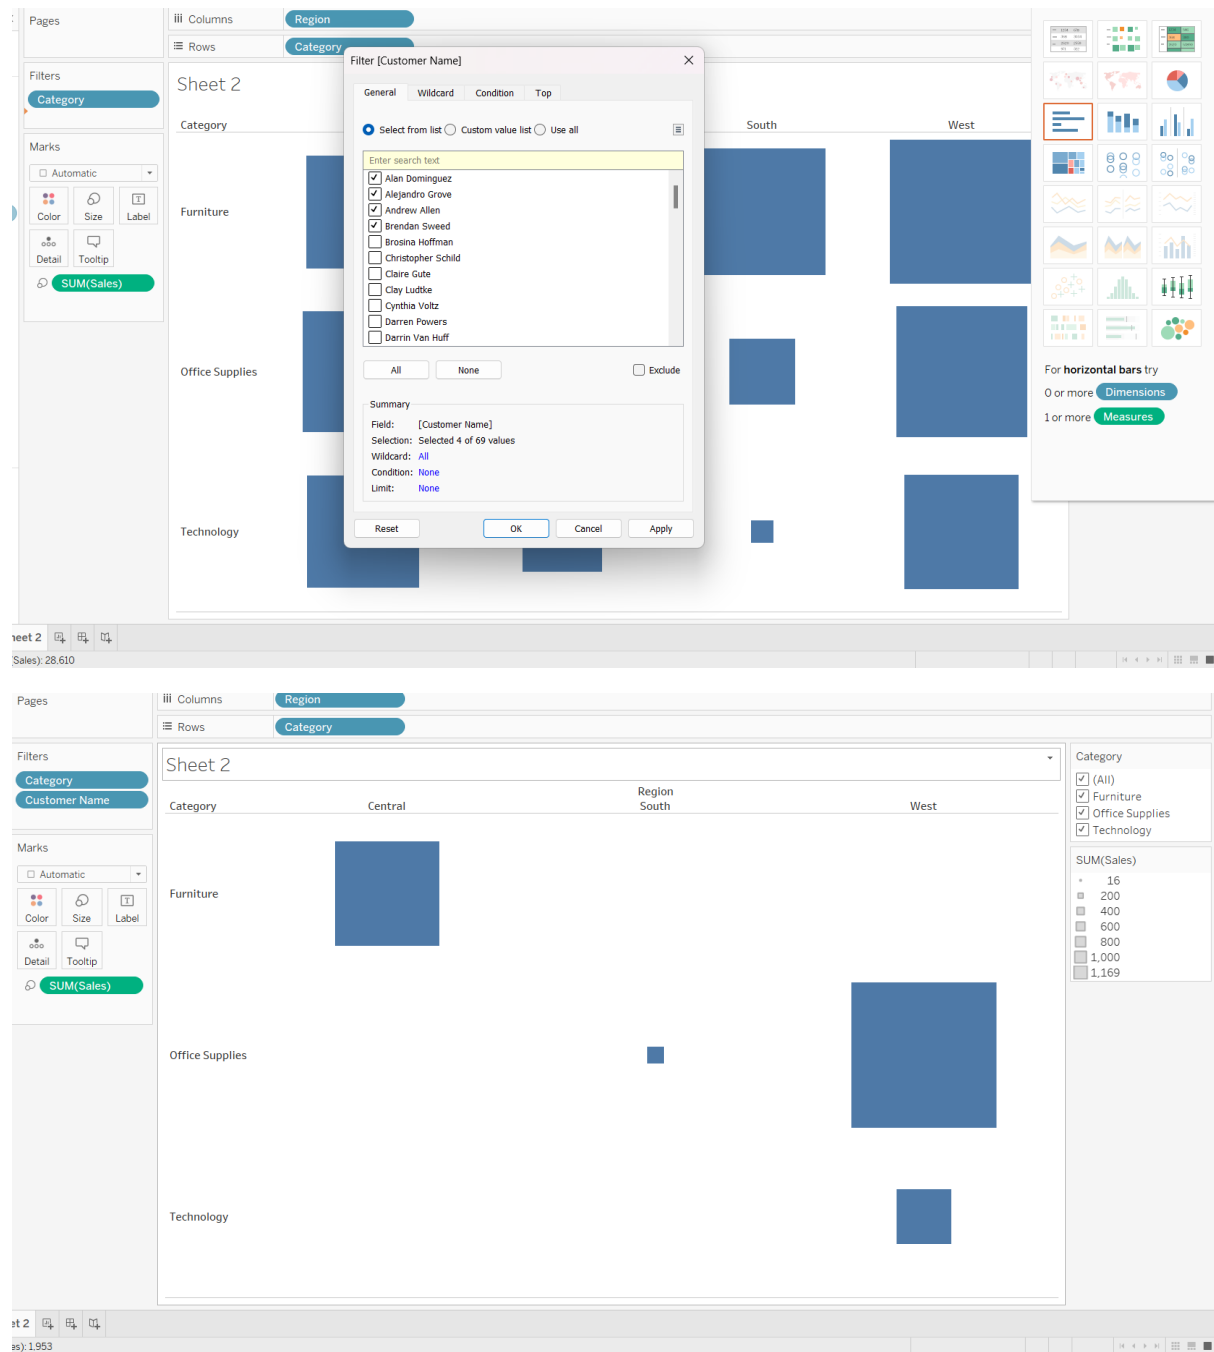 Pages
Columns
Region
Rows
Category
Filters
Category
Marks
Automatic
Color
Size
Label
Detail
Tooltip
SUM(Sales)
Sheet 2
Category
South
West
Furniture
Office Supplies
Technology
Filter [Customer Name]
General
Wildcard
Condition
Top
Select from list
Custom value list
Use all
Enter search text
Alan Dominguez
Alejandro Grove
Andrew Allen
Brendan Sweed
Brosina Hoffman
Christopher Schild
Claire Gute
Clay Ludtke
Cynthia Voltz
Darren Powers
Darrin Van Huff
All
None
Exclude
Summary
Field: [Customer Name]
Selection: Selected 4 of 69 values
Wildcard: All
Condition: None
Limit: None
Reset
OK
Cancel
Apply
For horizontal bars try
0 or more Dimensions
1 or more Measures
heet 2
(Sales): 28,610
Pages
Columns
Region
Rows
Category
Filters
Category
Customer Name
Marks
Automatic
Color
Size
Label
Detail
Tooltip
SUM(Sales)
Sheet 2
Region
Category
Central
South
West
Furniture
Office Supplies
Technology
Category
(All)
Furniture
Office Supplies
Technology
SUM(Sales)
16
200
400
600
800
1,000
1,169
et 2
es): 1,953